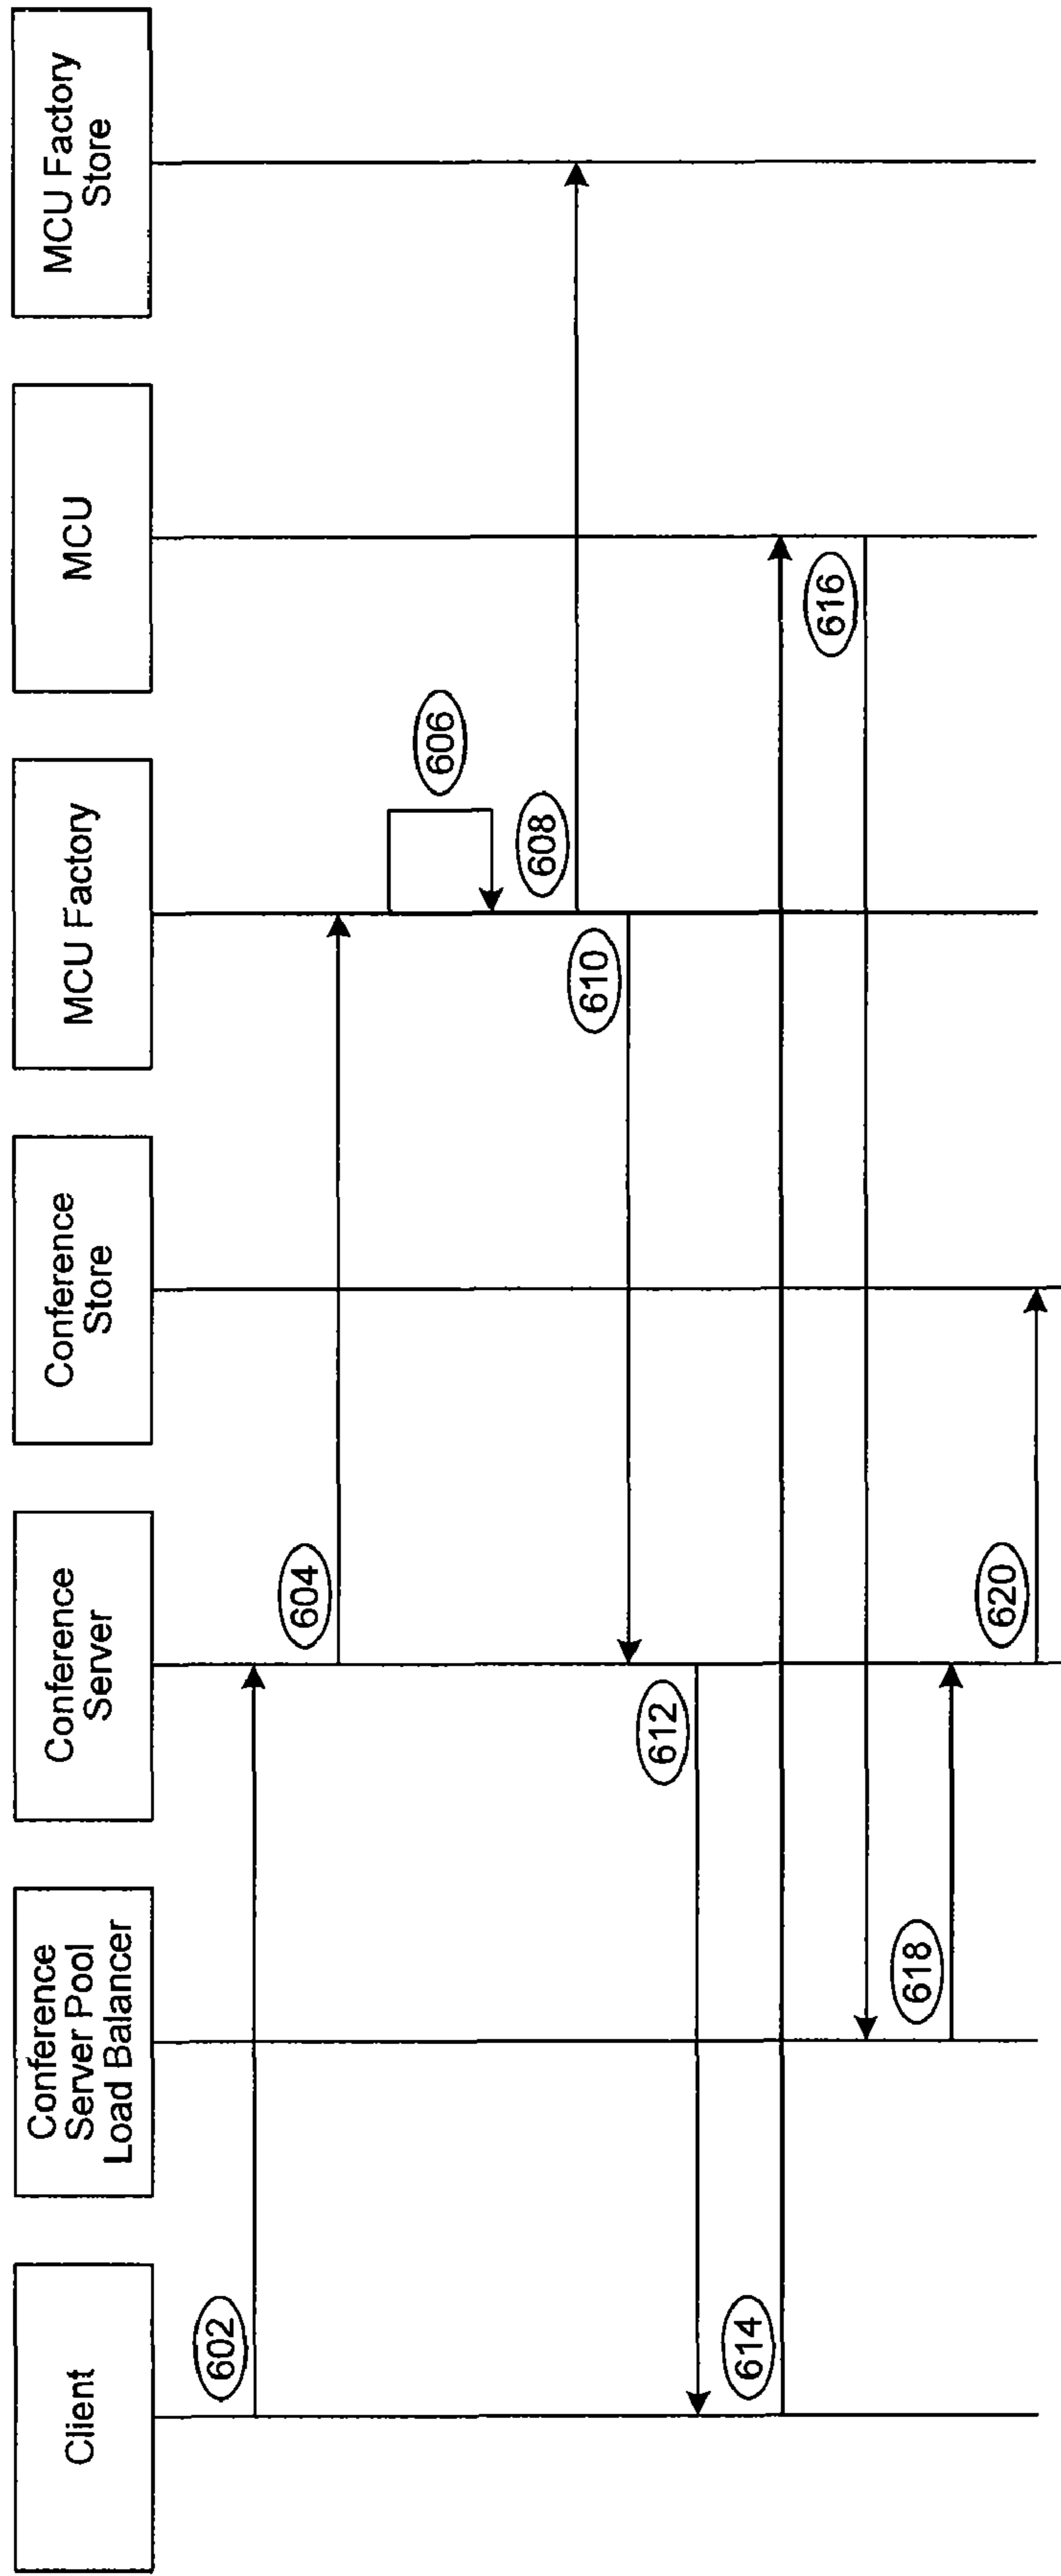 Client
Conference
Server Pool
Load Balancer
Conference
Server
Conference
Store
MCU Factory
MCU
MCU Factory
Store
602
604
606
608
610
612
614
616
618
620